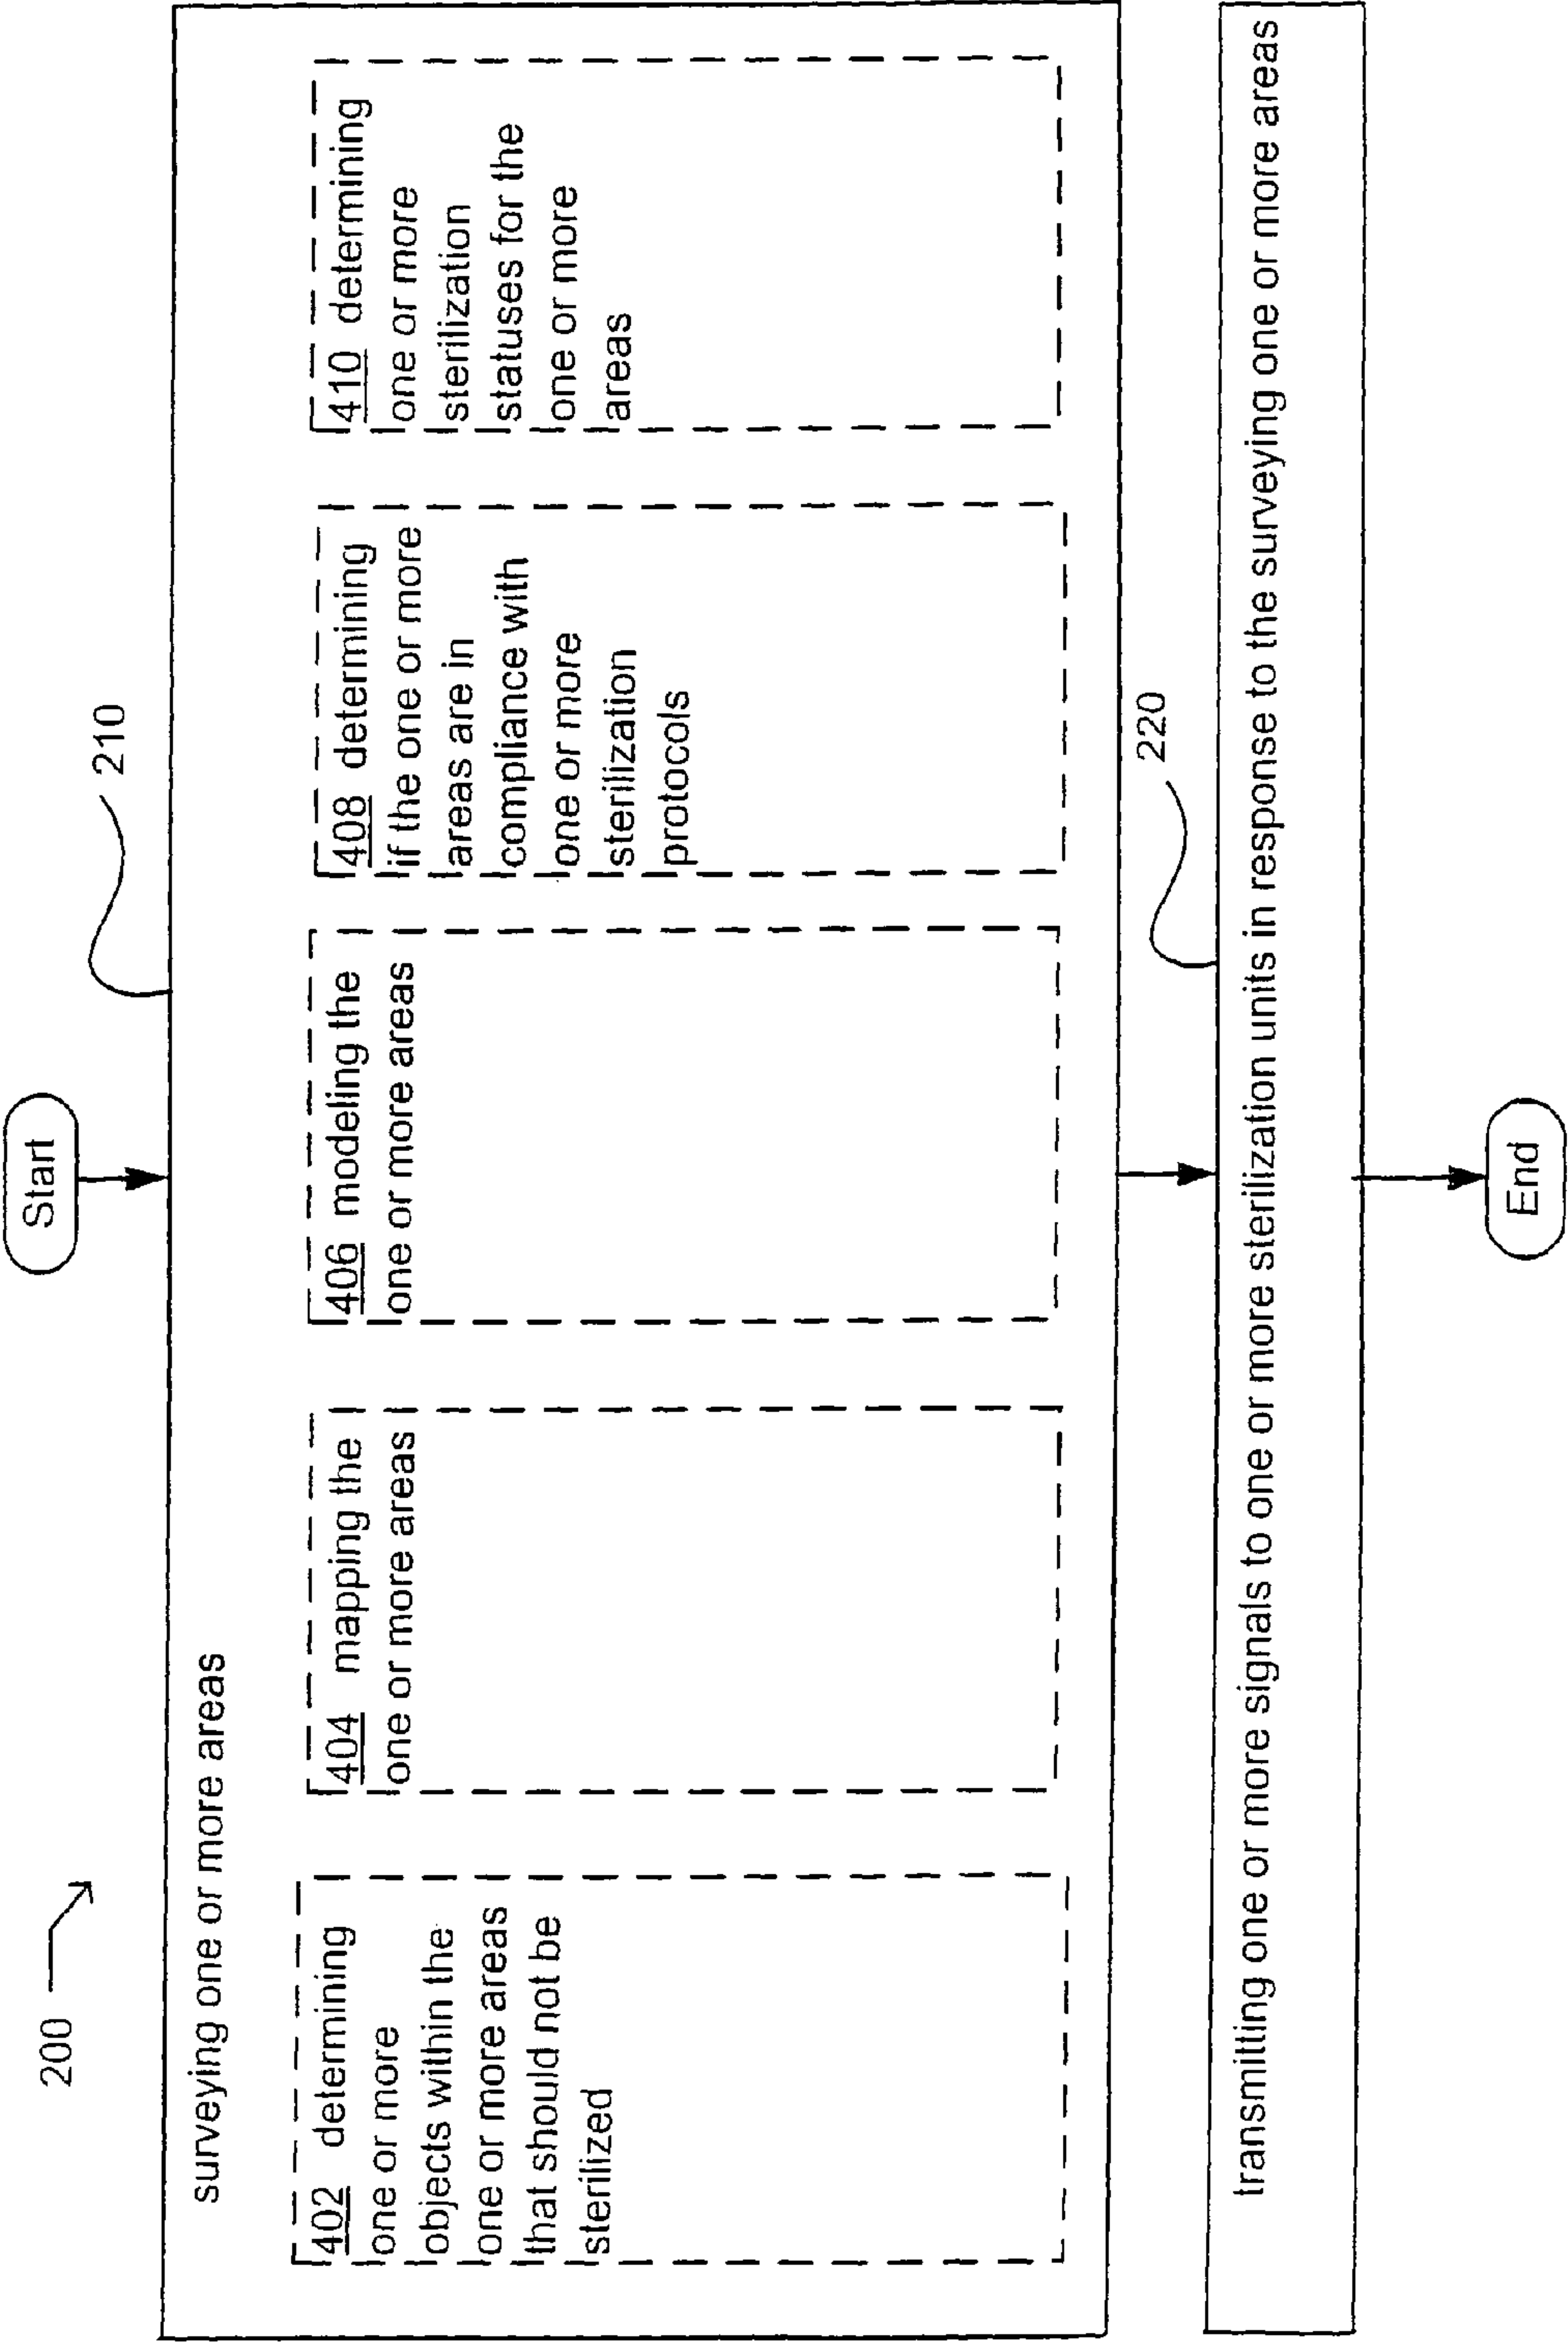 200
Start
210
surveying one or more areas
402 determining
one or more
objects within the
one or more areas
that should not be
sterilized
404 mapping the
one or more areas
406 modeling the
one or more areas
408 determining
if the one or more
areas are in
compliance with
one or more
sterilization
protocols
410 determining
one or more
sterilization
statuses for the
one or more
areas
220
transmitting one or more signals to one or more sterilization units in response to the surveying one or more areas
End